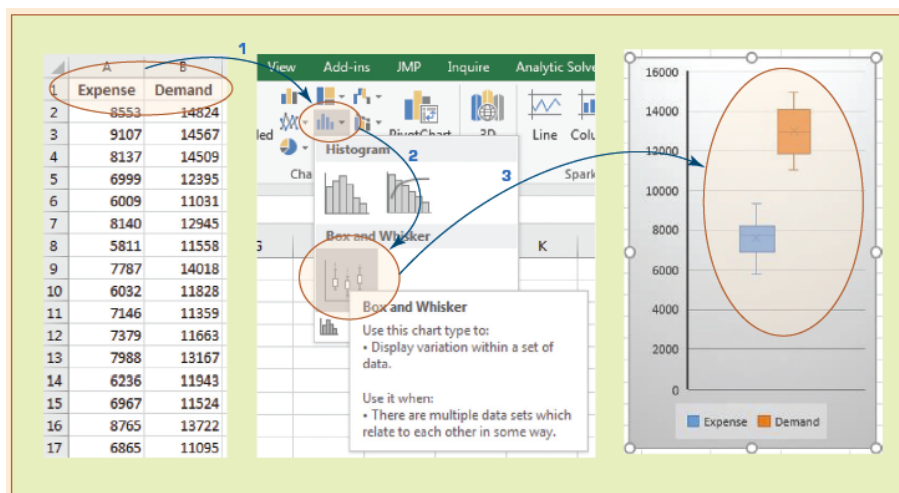 1
A B
1 Expense Demand
2 8553 14824
3 9107 14567
4 8137 14509
5 6999 12395
6 6009 11031
7 8140 12945
8 5811 11558
9 7787 14018
10 6032 11828
11 7146 11359
12 7379 11663
13 7988 13167
14 6236 11943
15 6967 11524
16 8765 13722
17 6865 11095
View Add-ins JMP Inquire Analytic Solve
ded PivotChart 3D Line Colu
Cha Spark
Histogram
2
3
Box and Whisker
G K
Box and Whisker
Use this chart type to:
• Display variation within a set of
data.
Use it when:
• There are multiple data sets which
relate to each other in some way.
16000
14000
12000
10000
8000
6000
4000
2000
0
Expense Demand